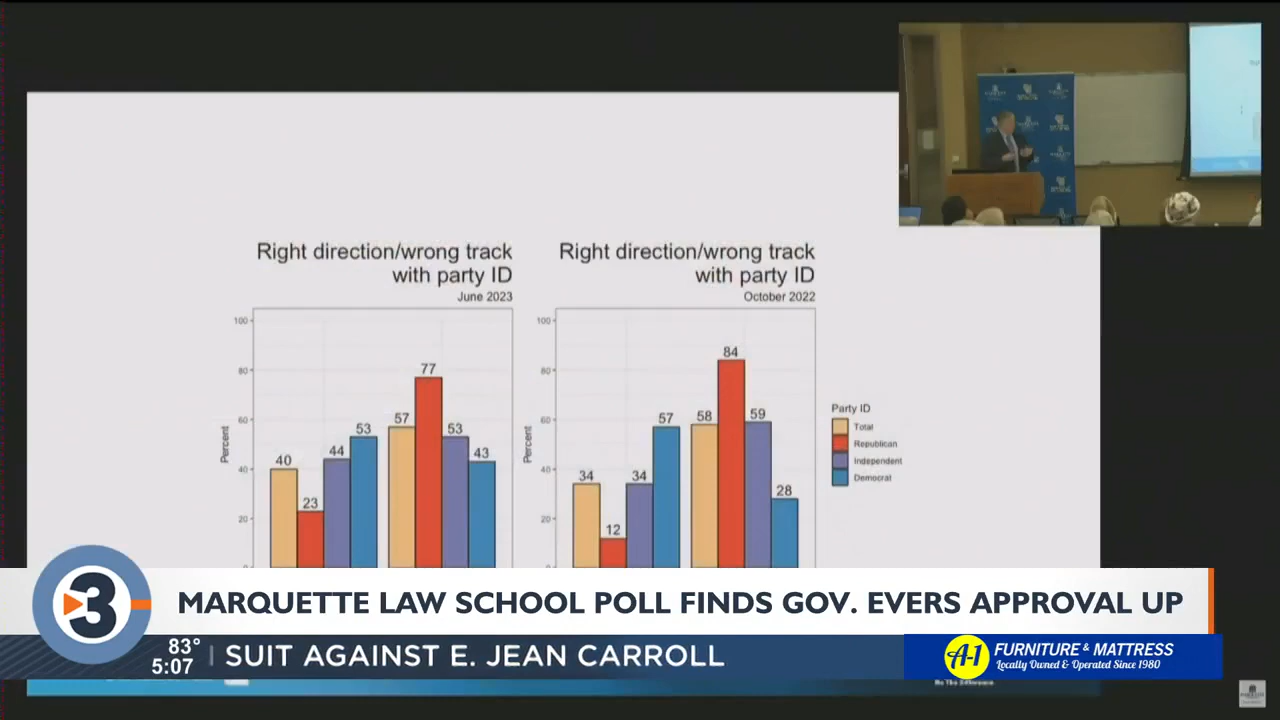 Right direction/wrong track
with party ID
June 2023
100
80
60
40
20
0
Percent
40
23
44
53
57
77
53
43
Right direction/wrong track
with party ID
October 2022
100
80
60
40
20
Percent
34
12
34
57
58
84
59
28
Party ID
Total
Republican
Independent
Democrat
3
MARQUETTE LAW SCHOOL POLL FINDS GOV. EVERS APPROVAL UP
83°
5:07
SUIT AGAINST E. JEAN CARROLL
A-1
FURNITURE & MATTRESS
Locally Owned & Operated Since 1980
Be The Difference